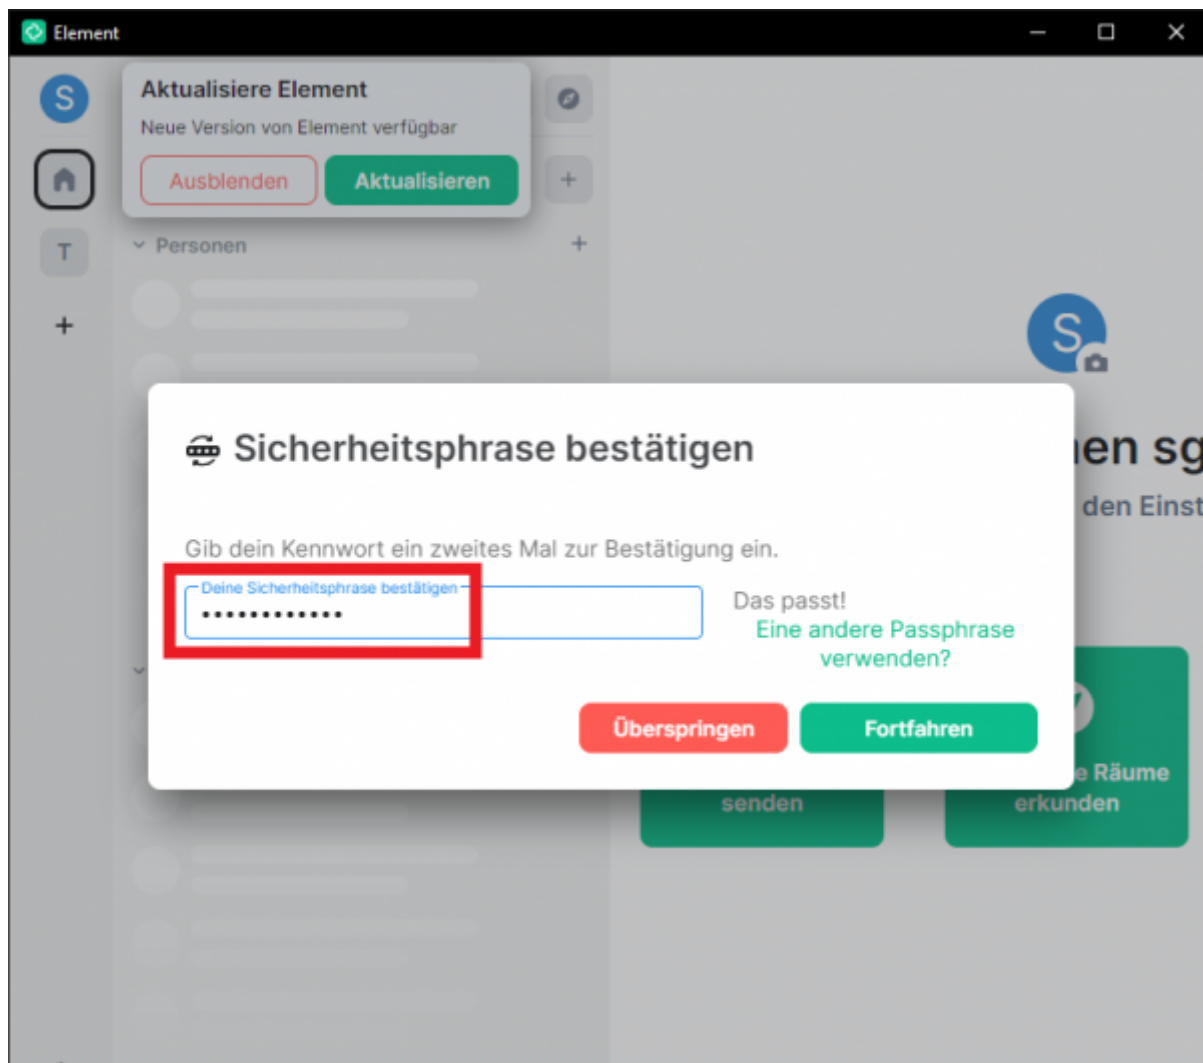 Element
S
Aktualisiere Element
Neue Version von Element verfügbar
Ausblenden
Aktualisieren
T
Personen
S
Sicherheitsphrase bestätigen
en sg
den Einst
Gib dein Kennwort ein zweites Mal zur Bestätigung ein.
Deine Sicherheitsphrase bestätigen
••••••••••••
Das passt!
Eine andere Passphrase
verwenden?
Überspringen
Fortfahren
e Räume
senden
erkunden